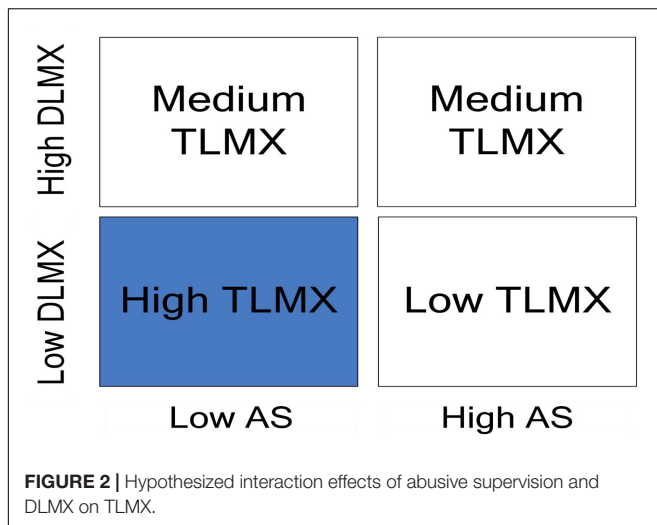 High DLMX
Medium
TLMX
Medium
TLMX
Low DLMX
High TLMX
Low TLMX
Low AS
High AS
FIGURE 2 | Hypothesized interaction effects of abusive supervision and
DLMX on TLMX.